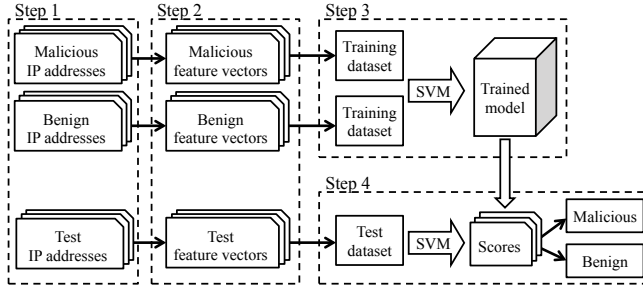 Step 1
Step 2
Step 3
Malicious
IP addresses
Malicious
feature vectors
Training
dataset
Benign
IP addresses
Benign
feature vectors
Training
dataset
SVM
Trained
model
Step 4
Test
IP addresses
Test
feature vectors
Test
dataset
SVM
Scores
Malicious
Benign